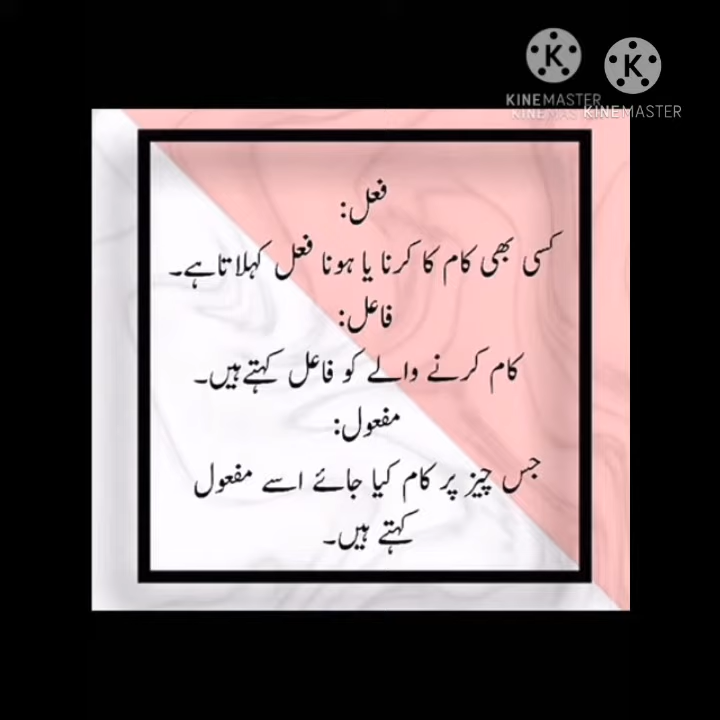 KINEMASTER
KINEMASTER
KINEMASTER
فعل:
کسی بھی کام کا کرنا یا ہونا فعل کہلاتا ہے۔
فاعل:
کام کرنے والے کو فاعل کہتے ہیں۔
مفعول:
جس چیز پر کام کیا جائے اسے مفعول
کہتے ہیں۔